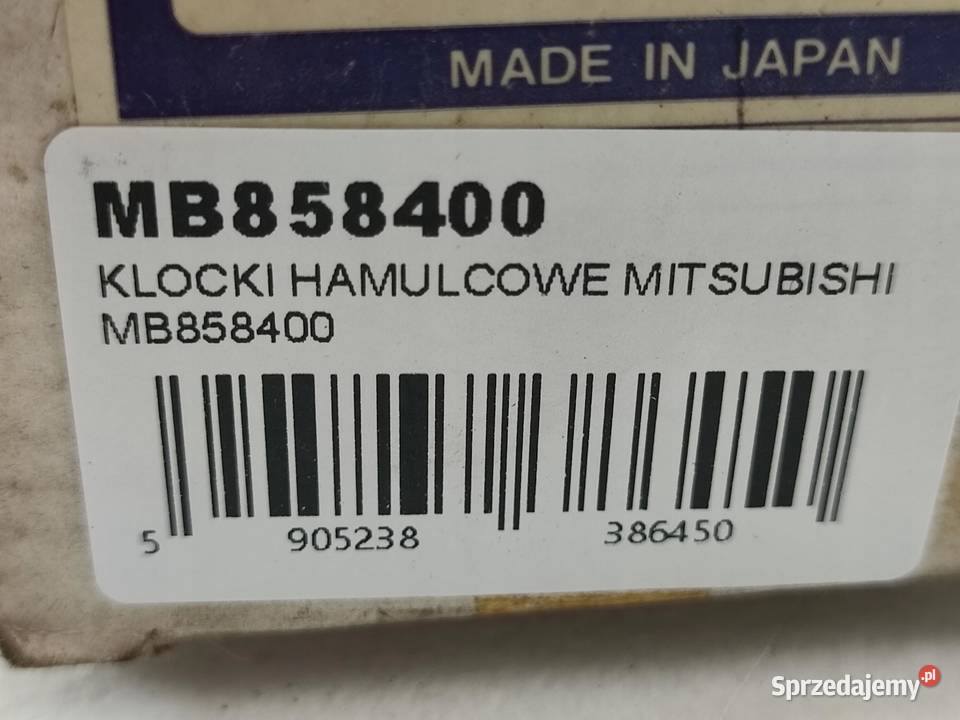 MADE IN JAPAN
MB858400
KLOCKI HAMULCOWE MITSUBISHI
MB858400
5 905238 386450
Sprzedajemy.pl